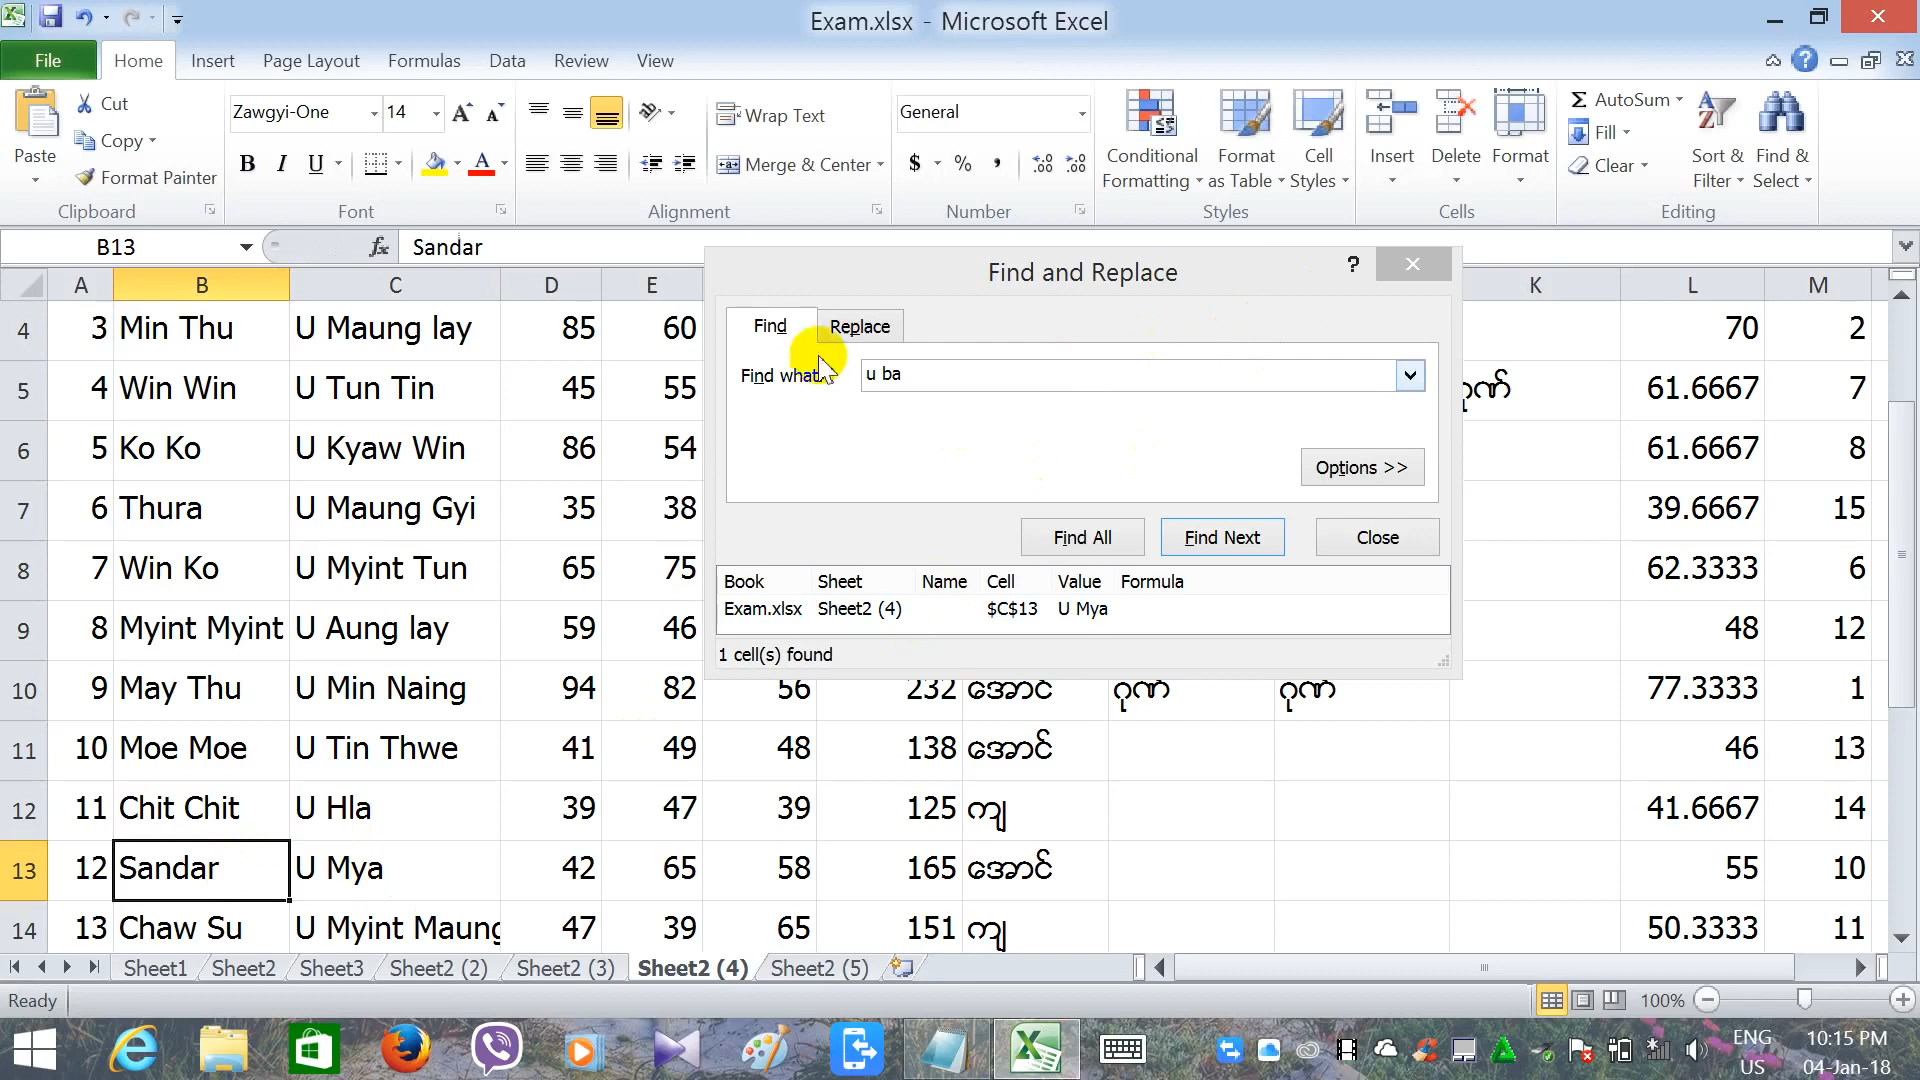 Exam.xlsx - Microsoft Excel
File Home Insert Page Layout Formulas Data Review View
Paste
Cut
Copy
Format Painter
Clipboard
Zawgyi-One 14
B I U
Font
Wrap Text
Merge & Center
Alignment
General
$ % ,
Number
Conditional Formatting
Format as Table
Cell Styles
Styles
Insert Delete Format
Cells
AutoSum
Fill
Clear
Sort & Filter
Find & Select
Editing
B13 fx Sandar
A B C D E K L M
4 3 Min Thu U Maung lay 85 60 70 2
5 4 Win Win U Tun Tin 45 55 61.6667 7
6 5 Ko Ko U Kyaw Win 86 54 61.6667 8
7 6 Thura U Maung Gyi 35 38 39.6667 15
8 7 Win Ko U Myint Tun 65 75 62.3333 6
9 8 Myint Myint U Aung lay 59 46 48 12
10 9 May Thu U Min Naing 94 82 56 232 အောင် ဂုဏ် ဂုဏ် 77.3333 1
11 10 Moe Moe U Tin Thwe 41 49 48 138 အောင် 46 13
12 11 Chit Chit U Hla 39 47 39 125 ကျ 41.6667 14
13 12 Sandar U Mya 42 65 58 165 အောင် 55 10
14 13 Chaw Su U Myint Maung 47 39 65 151 ကျ 50.3333 11
Find and Replace
Find Replace
Find what: u ba
Options >>
Find All Find Next Close
Book Sheet Name Cell Value Formula
Exam.xlsx Sheet2 (4) $C$13 U Mya
1 cell(s) found
Sheet1 Sheet2 Sheet3 Sheet2 (2) Sheet2 (3) Sheet2 (4) Sheet2 (5)
Ready 100%
ENG
US
10:15 PM
04-Jan-18